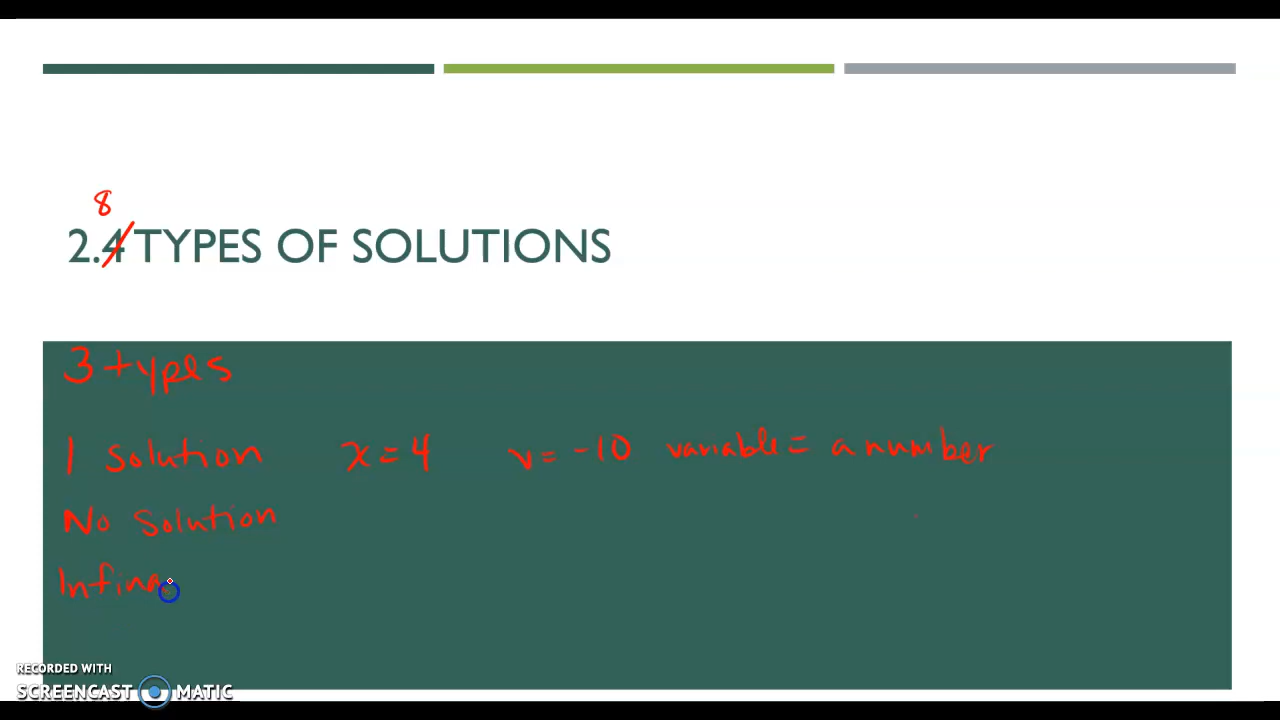 8
2.4 TYPES OF SOLUTIONS
3 types
1 solution x = 4 v = -10 variable = a number
No Solution
Infin
RECORDED WITH
SCREENCAST MATIC